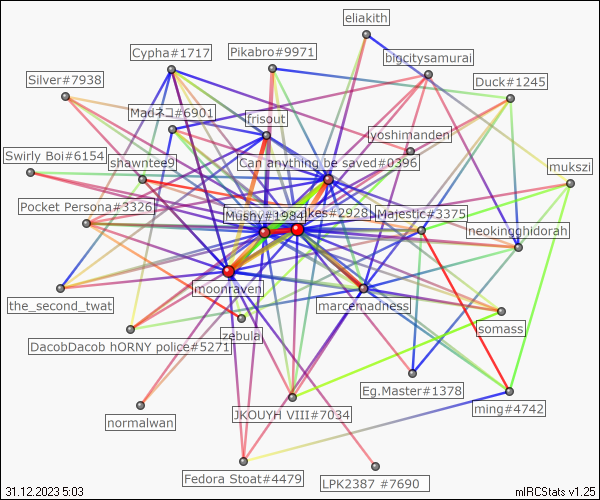 eliakith
Cypha#1717
Pikabro#9971
bigcitysamurai
Silver#7938
Duck#1245
Madネコ#6901
frisout
lyoshimanden
Swirly Boi#6154
shawntee9
Can anything be saved#0396
mukszi
Pocket Persona#3326
Mushy#1984
ikes#2928
Majestic#3375
neokingghidorah
moonraven
marcemadness
the_second_twat
zebulai
somass
DacobDacob hORNY police#5271
Eg.Master#1378
normalwan
JKOUYH VIII#7034
ming#4742
Fedora Stoat#4479
LPK2387 #7690
31.12.2023 5:03
mIRCStats v1.25